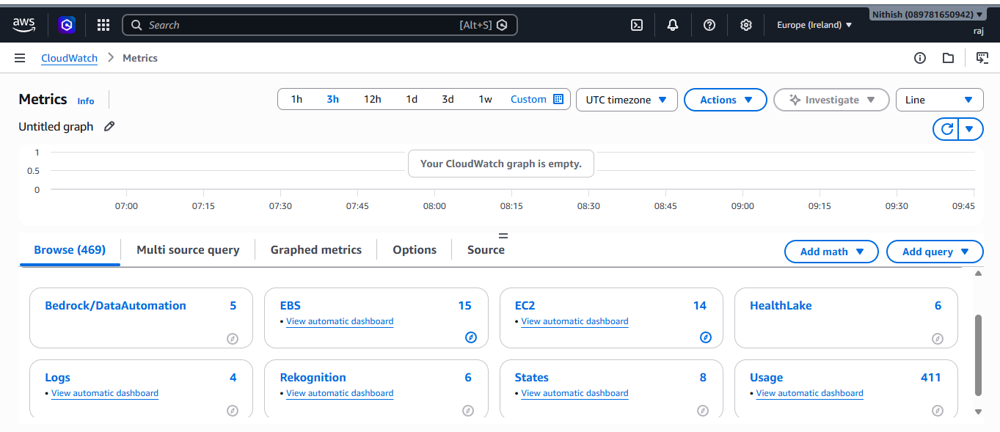 aws
Search [Alt+S]
Europe (Ireland)
Nithish (089781650942)
raj
CloudWatch > Metrics
Metrics Info
1h 3h 12h 1d 3d 1w Custom
UTC timezone
Actions
Investigate
Line
Untitled graph
1
0.5
0
Your CloudWatch graph is empty.
07:00 07:15 07:30 07:45 08:00 08:15 08:30 08:45 09:00 09:15 09:30 09:45
Browse (469) Multi source query Graphed metrics Options Source
Add math
Add query
Bedrock/DataAutomation 5
EBS 15
• View automatic dashboard
EC2 14
• View automatic dashboard
HealthLake 6
Logs 4
• View automatic dashboard
Rekognition 6
• View automatic dashboard
States 8
• View automatic dashboard
Usage 411
• View automatic dashboard